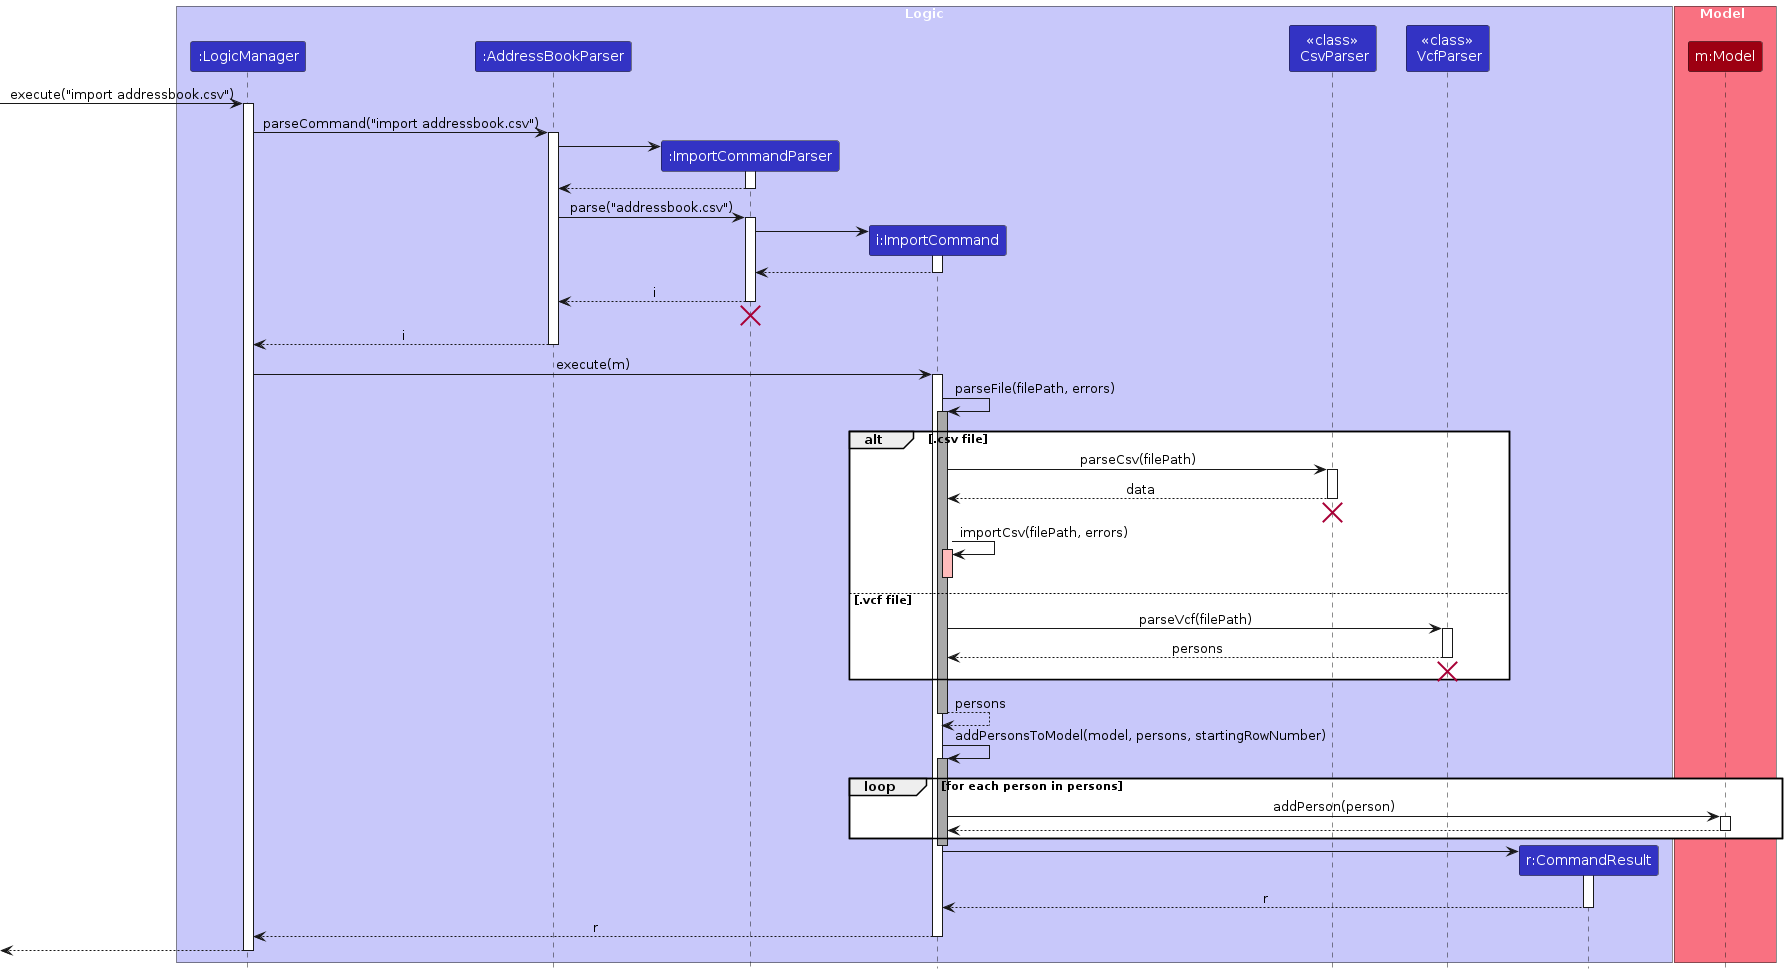 Logic
Model
:LogicManager
:AddressBookParser
«class»
CsvParser
«class»
VcfParser
m:Model
execute("import addressbook.csv")
parseCommand("import addressbook.csv")
:ImportCommandParser
parse("addressbook.csv")
i:ImportCommand
i
i
execute(m)
parseFile(filePath, errors)
alt
[.csv file]
parseCsv(filePath)
data
importCsv(filePath, errors)
[.vcf file]
parseVcf(filePath)
persons
persons
addPersonsToModel(model, persons, startingRowNumber)
loop
[for each person in persons]
addPerson(person)
r:CommandResult
r
r